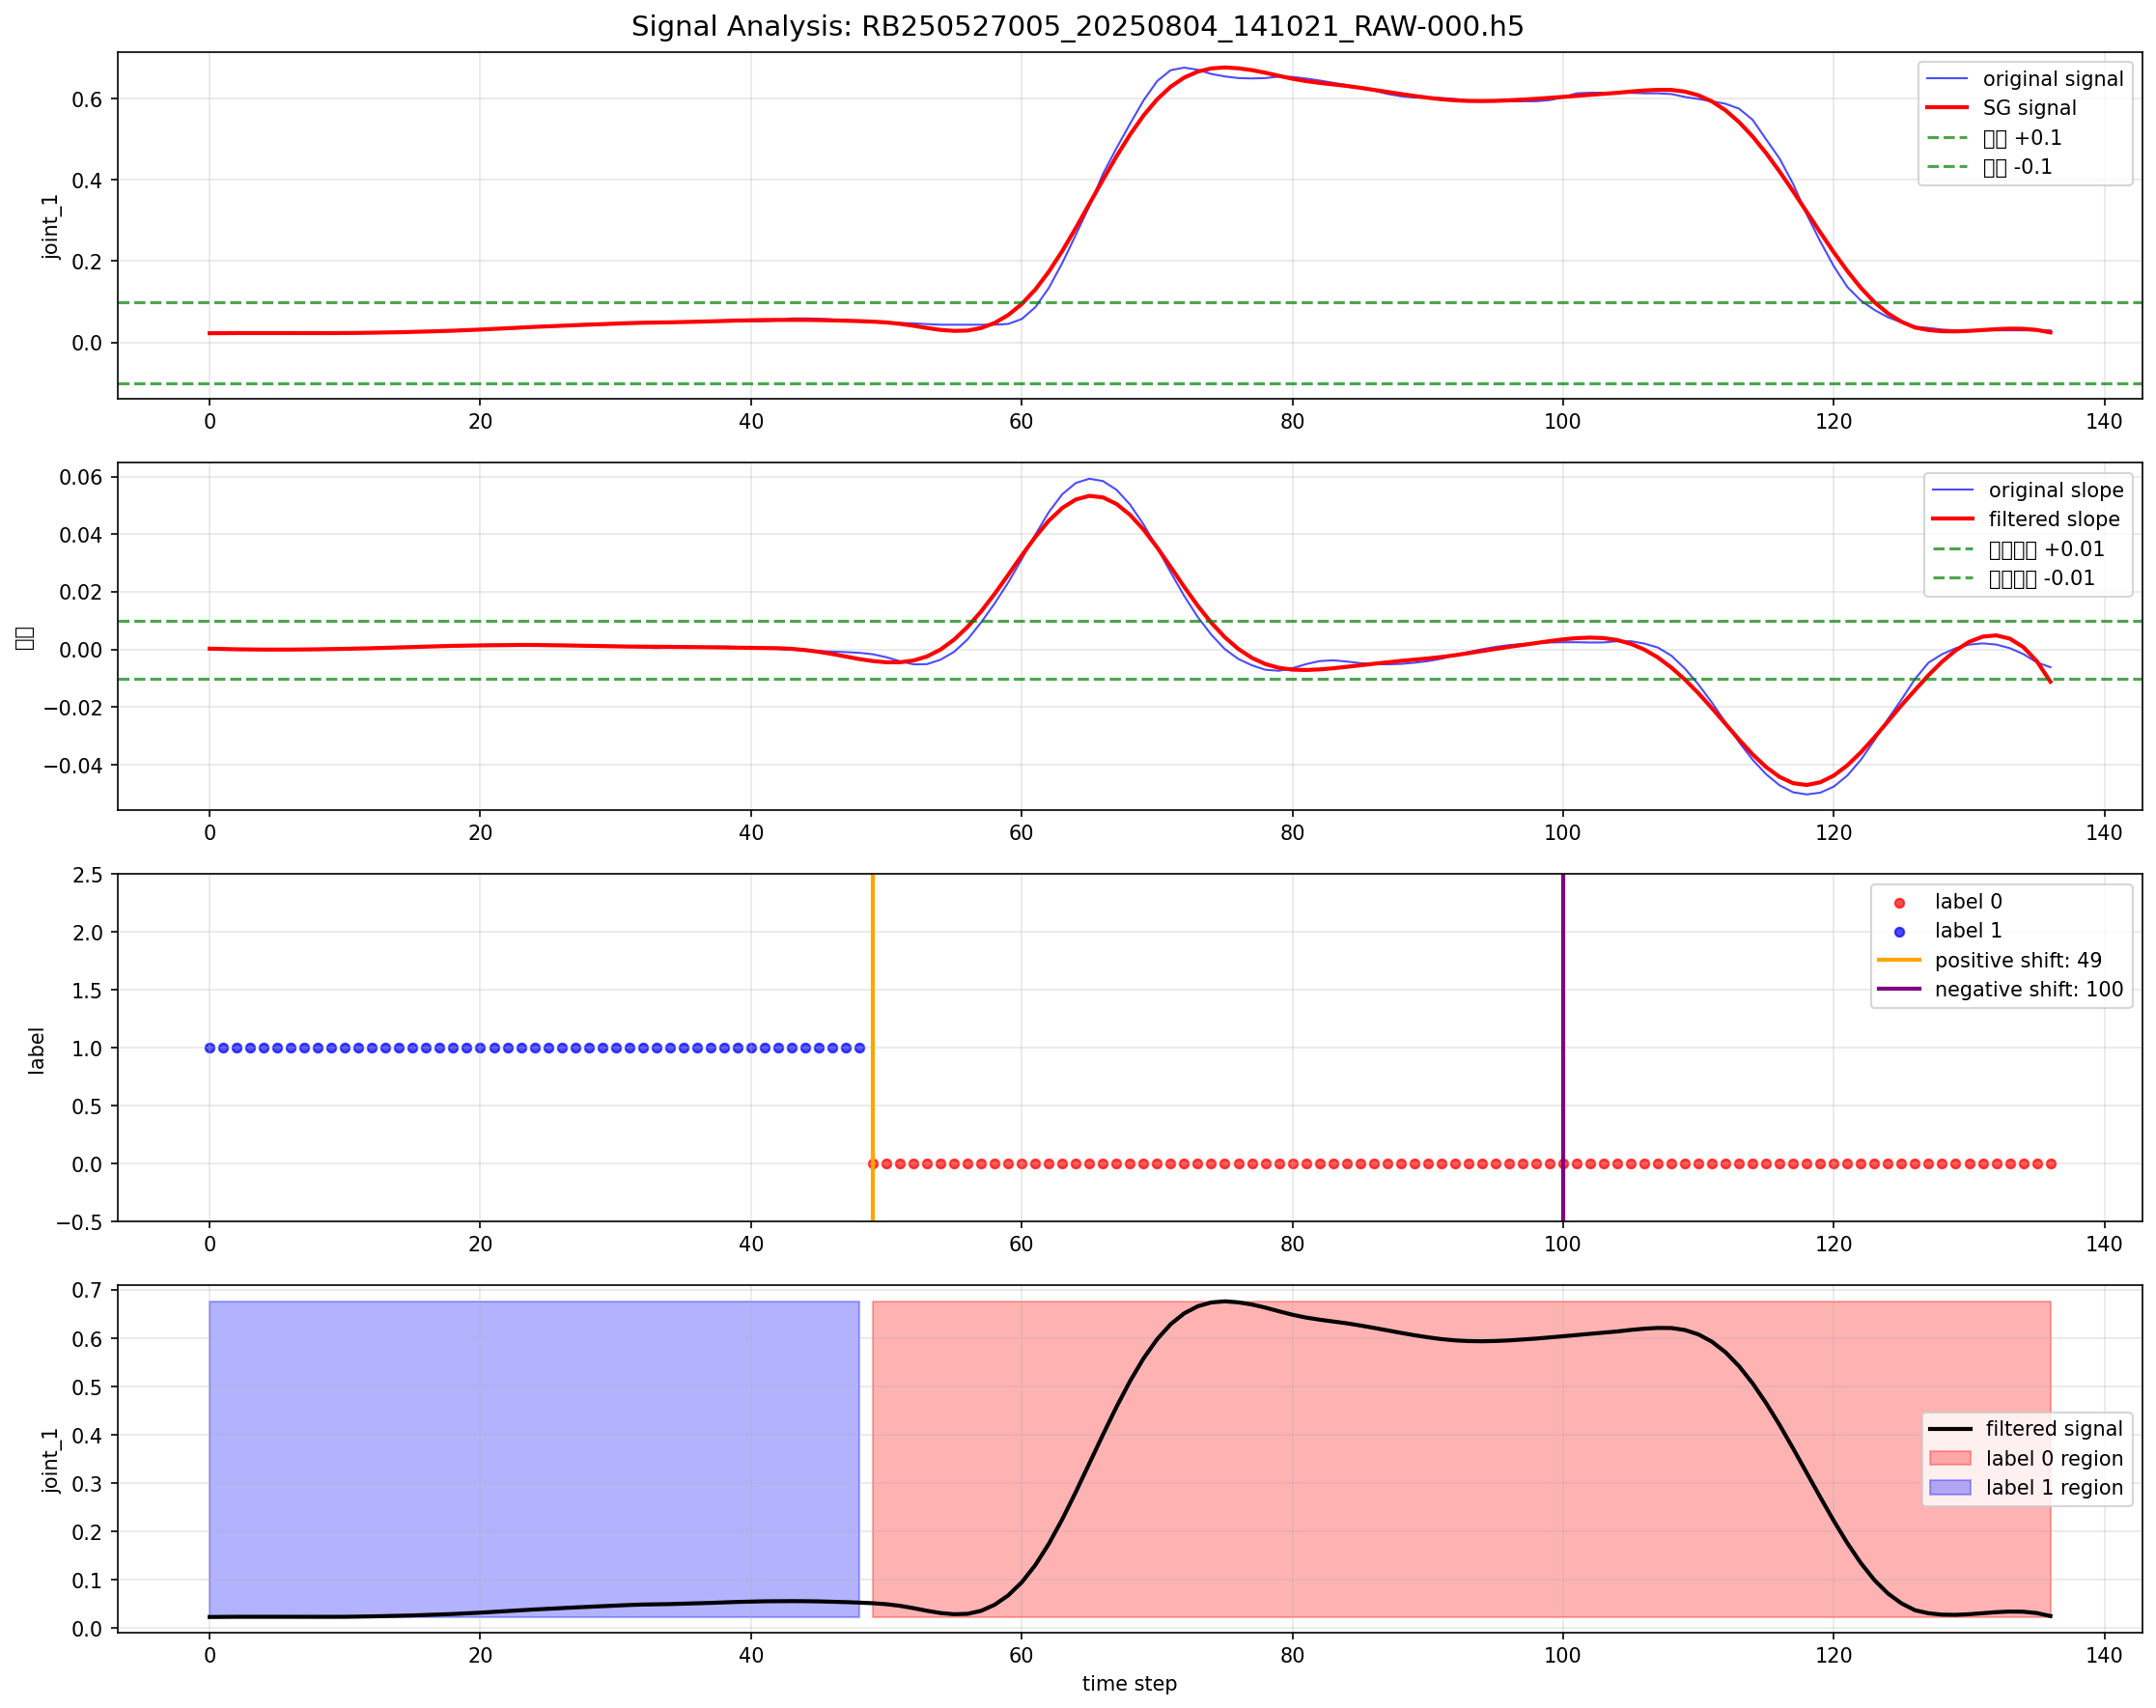 Signal Analysis: RB250527005_20250804_141021_RAW-000.h5
joint_1
0.6
0.4
0.2
0.0
0 20 40 60 80 100 120 140
original signal
SG signal
+0.1
-0.1
0.06
0.04
0.02
0.00
−0.02
−0.04
0 20 40 60 80 100 120 140
original slope
filtered slope
+0.01
-0.01
label
2.5
2.0
1.5
1.0
0.5
0.0
−0.5
0 20 40 60 80 100 120 140
label 0
label 1
positive shift: 49
negative shift: 100
joint_1
0.7
0.6
0.5
0.4
0.3
0.2
0.1
0.0
0 20 40 60 80 100 120 140
filtered signal
label 0 region
label 1 region
time step